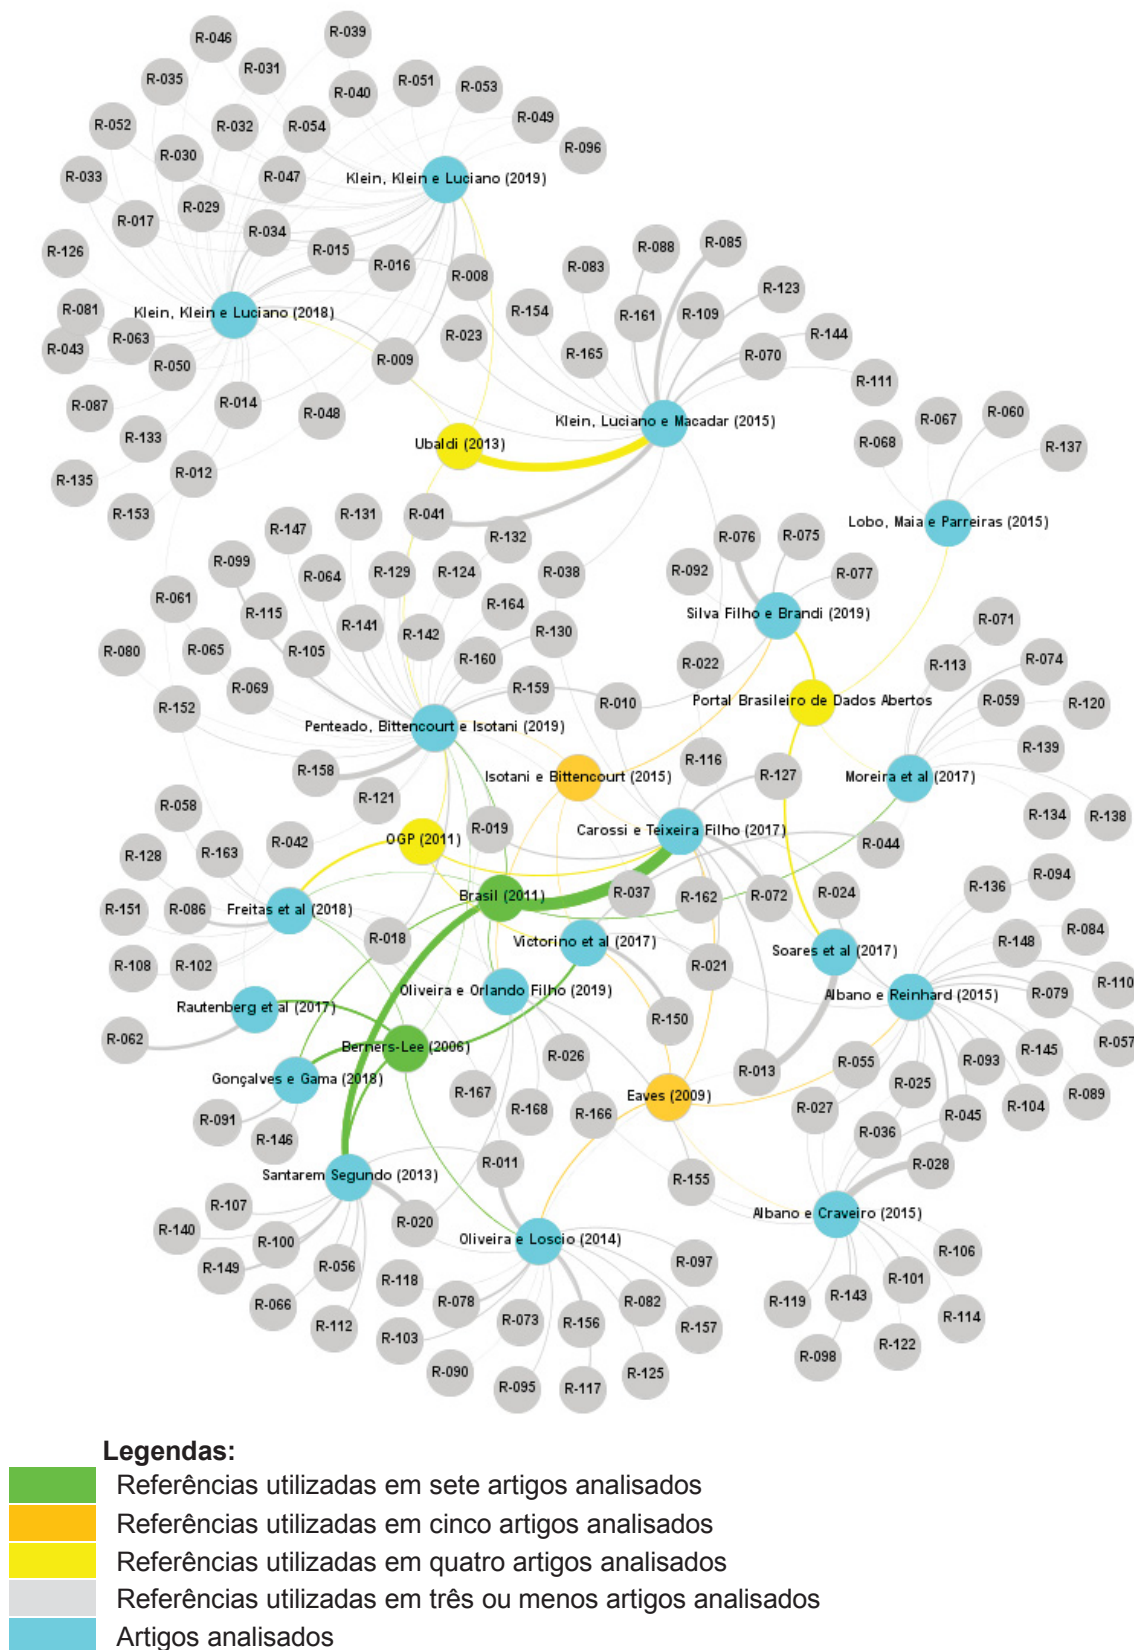 R-039
R-046
R-031
R-035
R-051
R-053
R-040
R-049
R-052
R-032
R-054
R-096
R-030
R-033
R-047
Klein, Klein e Luciano (2019)
R-029
R-017
R-034
R-085
R-088
R-126
R-015
R-016
R-083
R-008
R-123
R-081
Klein, Klein e Luciano (2018)
R-154
R-161
R-109
R-063
R-023
R-144
R-043
R-165
R-070
R-050
R-009
R-111
R-087
R-014
R-048
R-060
Klein, Luciano e Macadar (2015)
R-067
R-133
Ubaldi (2013)
R-068
R-137
R-135
R-012
R-153
R-131
R-041
Lobo, Maia e Parreiras (2015)
R-147
R-132
R-076
R-075
R-099
R-064
R-129
R-124
R-038
R-092
R-077
R-061
R-115
R-164
Silva Filho e Brandi (2019)
R-141
R-142
R-130
R-071
R-080
R-065
R-105
R-160
R-022
R-113
R-074
R-069
R-159
R-010
Portal Brasileiro de Dados Abertos
R-059
R-120
R-152
Penteado, Bittencourt e Isotani (2019)
R-139
R-158
Isotani e Bittencourt (2015)
R-116
R-127
Moreira et al (2017)
R-121
R-058
R-019
Carossi e Teixeira Filho (2017)
R-134
R-138
R-042
OGP (2011)
R-044
R-128
R-163
R-094
R-136
Brasil (2011)
R-037
R-162
R-072
R-024
R-151
R-086
Freitas et al (2018)
R-084
R-018
Victorino et al (2017)
Soares et al (2017)
R-148
R-108
R-102
R-021
R-110
Oliveira e Orlando Filho (2019)
Albano e Reinhard (2015)
R-079
Rautenberg et al (2017)
R-150
R-062
Berners-Lee (2006)
R-057
R-026
R-013
R-055
R-093
R-145
Gonçalves e Gama (2018)
R-167
R-025
R-089
Eaves (2009)
R-168
R-166
R-027
R-104
R-091
R-045
R-036
R-146
R-011
R-028
Santarem Segundo (2013)
R-155
R-107
R-140
R-020
Albano e Craveiro (2015)
R-100
Oliveira e Loscio (2014)
R-106
R-097
R-149
R-056
R-118
R-101
R-066
R-078
R-082
R-119
R-143
R-114
R-112
R-073
R-156
R-157
R-103
R-122
R-098
R-090
R-095
R-117
R-125
Legendas:
Referências utilizadas em sete artigos analisados
Referências utilizadas em cinco artigos analisados
Referências utilizadas em quatro artigos analisados
Referências utilizadas em três ou menos artigos analisados
Artigos analisados